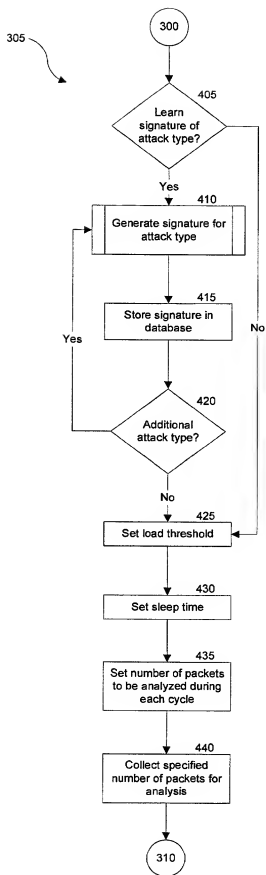 300
305
405
Learn
signature of
attack type?
Yes
410
Generate signature for
attack type
415
Store signature in
database
No
Yes
420
Additional
attack type?
No
425
Set load threshold
430
Set sleep time
435
Set number of packets
to be analyzed during
each cycle
440
Collect specified
number of packets for
analysis
310